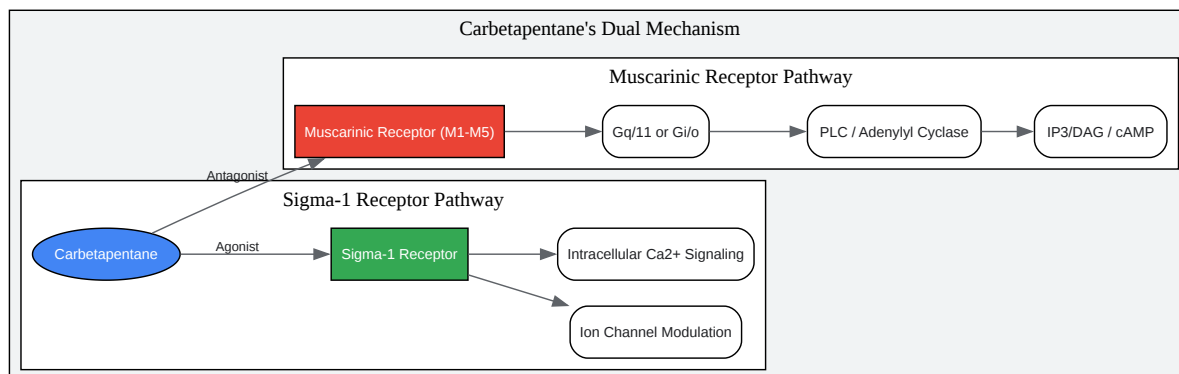 Carbetapentane's Dual Mechanism
Muscarinic Receptor Pathway
Muscarinic Receptor (M1-M5)
Gq/11 or Gi/o
PLC / Adenylyl Cyclase
IP3/DAG / cAMP
Antagonist
Sigma-1 Receptor Pathway
Carbetapentane
Agonist
Sigma-1 Receptor
Intracellular Ca2+ Signaling
Ion Channel Modulation